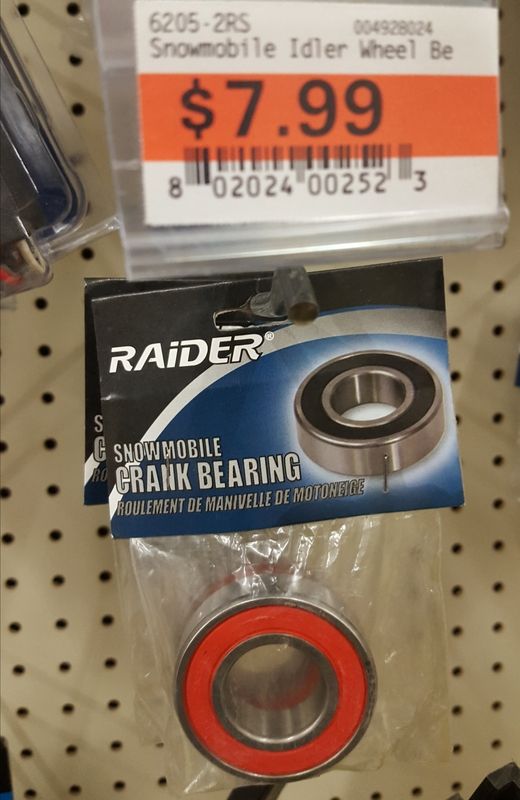 6205-2RS 004928024
Snowmobile Idler Wheel Be
$7.99
8 02024 00252 3
RAiDER®
SNOWMOBILE
CRANK BEARING
ROULEMENT DE MANIVELLE DE MOTONEIGE
S
C
RO